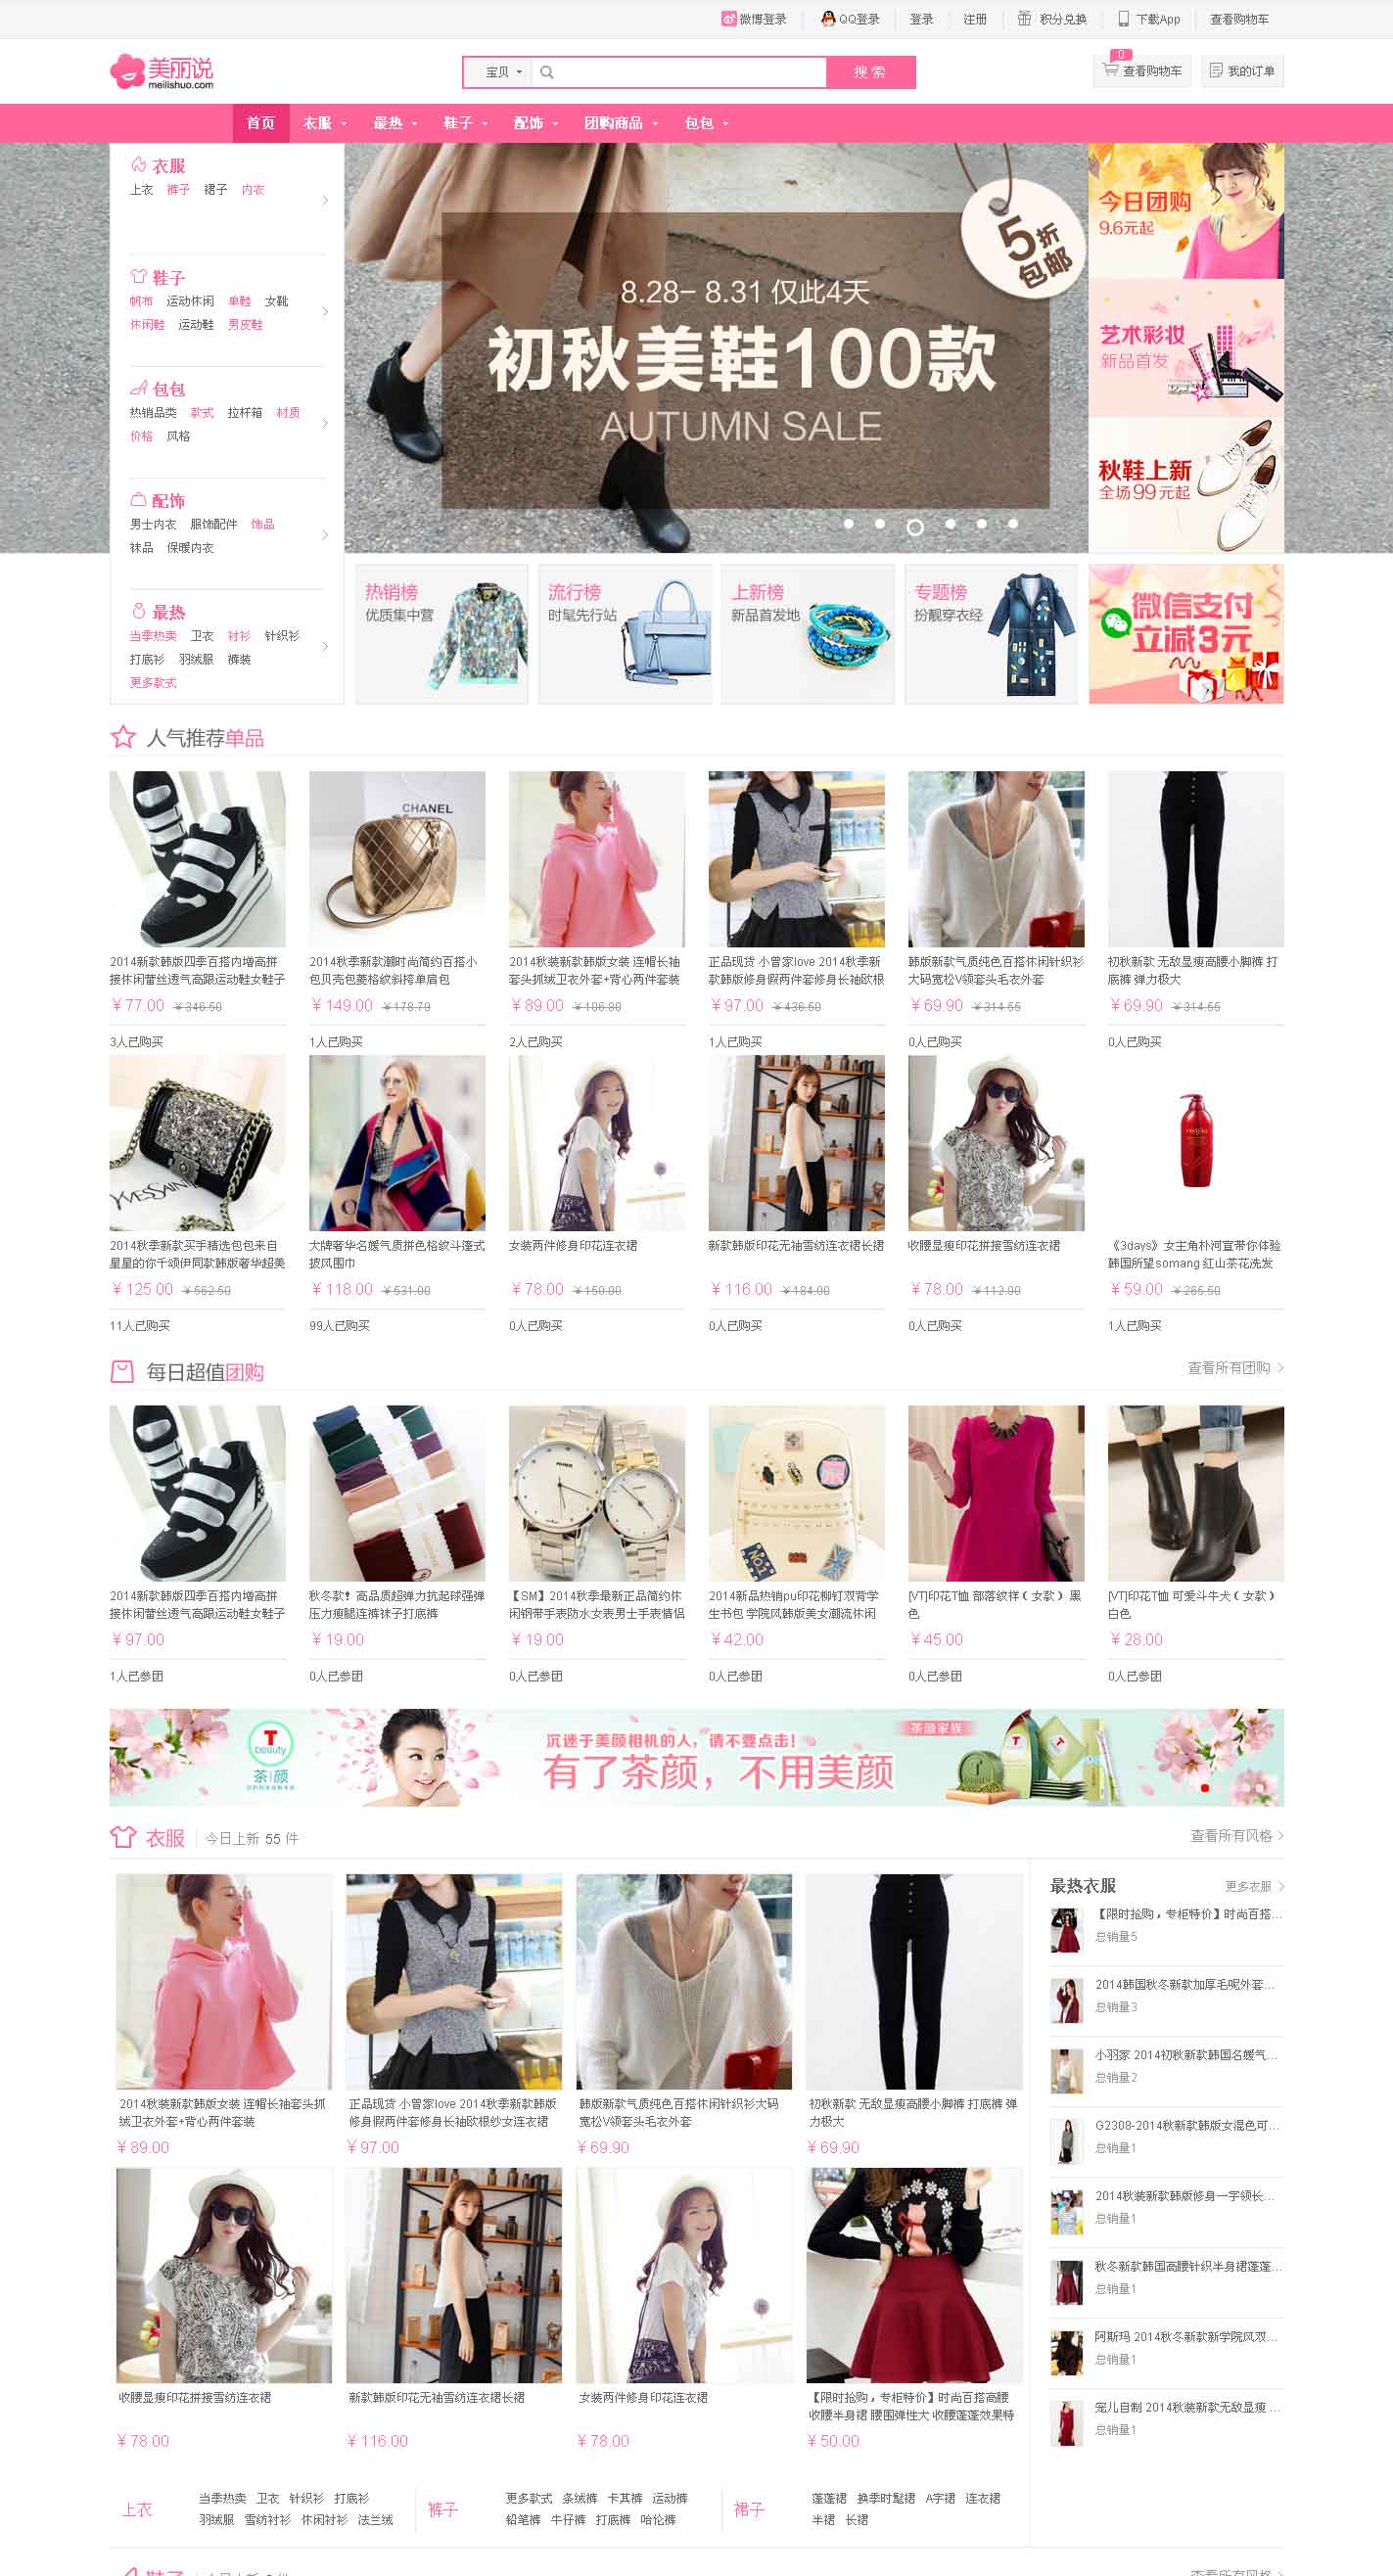 微博登录 QQ登录 登录 注册 积分兑换 下载App 查看购物车
美丽说
meilishuo.com
宝贝 搜 索
0
查看购物车 我的订单
首页 衣服 最热 鞋子 配饰 团购商品 包包
衣服
上衣 裤子 裙子 内衣
鞋子
帆布 运动休闲 单鞋 女靴
休闲鞋 运动鞋 男皮鞋
包包
热销品类 款式 拉杆箱 材质
价格 风格
配饰
男士内衣 服饰配件 饰品
袜品 保暖内衣
最热
当季热卖 卫衣 衬衫 针织衫
打底衫 羽绒服 裤装
更多款式
5折
包邮
8.28- 8.31 仅此4天
初秋美鞋100款
AUTUMN SALE
今日团购
9.6元起
艺术彩妆
新品首发
秋鞋上新
全场99元起
热销榜
优质集中营
流行榜
时髦先行站
上新榜
新品首发地
专题榜
扮靓穿衣经
微信支付
立减3元
人气推荐单品
CHANEL
2014新款韩版四季百搭内增高拼
接休闲蕾丝透气高跟运动鞋女鞋子
¥77.00 ¥346.50
3人已购买
2014秋季新款潮时尚简约百搭小
包贝壳包菱格纹斜挎单肩包
¥149.00 ¥178.79
1人已购买
2014秋装新款韩版女装 连帽长袖
套头抓绒卫衣外套+背心两件套装
¥89.00 ¥106.80
2人已购买
正品现货 小曾家love 2014秋季新
款韩版修身假两件套修身长袖欧根
¥97.00 ¥436.50
1人已购买
韩版新款气质纯色百搭休闲针织衫
大码宽松V领套头毛衣外套
¥69.90 ¥314.55
0人已购买
初秋新款 无敌显瘦高腰小脚裤 打
底裤 弹力极大
¥69.90 ¥314.55
0人已购买
YVESSAINT
2014秋季新款买手精选包包来自
星星的你千颂伊同款韩版奢华超美
¥125.00 ¥562.50
11人已购买
大牌奢华名媛气质拼色格纹斗篷式
披风围巾
¥118.00 ¥531.00
99人已购买
女装两件修身印花连衣裙
¥78.00 ¥150.00
0人已购买
新款韩版印花无袖雪纺连衣裙长裙
¥116.00 ¥184.00
0人已购买
收腰显瘦印花拼接雪纺连衣裙
¥78.00 ¥112.00
0人已购买
《3days》女主角朴河宣带你体验
韩国所望somang 红山茶花洗发
¥59.00 ¥265.50
1人已购买
每日超值团购 查看所有团购
2014新款韩版四季百搭内增高拼
接休闲蕾丝透气高跟运动鞋女鞋子
¥97.00
1人已参团
秋冬款！高品质超弹力抗起球强弹
压力瘦腿连裤袜子打底裤
¥19.00
0人已参团
【SM】2014秋季最新正品简约休
闲钢带手表防水女表男士手表情侣
¥19.00
0人已参团
NO.1
2014新品热销pu印花柳钉双背学
生书包 学院风韩版美女潮流休闲
¥42.00
0人已参团
[VT]印花T恤 部落纹样（女款）黑
色
¥45.00
0人已参团
[VT]印花T恤 可爱斗牛犬（女款）
白色
¥28.00
0人已参团
T
beauty
茶|颜
沉迷于美颜相机的人，请不要点击！
有了茶颜，不用美颜
茶颜家族
衣服 今日上新 55 件 查看所有风格
2014秋装新款韩版女装 连帽长袖套头抓
绒卫衣外套+背心两件套装
¥89.00
正品现货 小曾家love 2014秋季新款韩版
修身假两件套修身长袖欧根纱女连衣裙
¥97.00
韩版新款气质纯色百搭休闲针织衫大码
宽松V领套头毛衣外套
¥69.90
初秋新款 无敌显瘦高腰小脚裤 打底裤 弹
力极大
¥69.90
收腰显瘦印花拼接雪纺连衣裙
¥78.00
新款韩版印花无袖雪纺连衣裙长裙
¥116.00
女装两件修身印花连衣裙
¥78.00
【限时抢购，专柜特价】时尚百搭高腰
收腰半身裙 腰围弹性大 收腰蓬蓬效果特
¥50.00
最热衣服 更多衣服
【限时抢购，专柜特价】时尚百搭...
总销量5
2014韩国秋冬新款加厚毛呢外套...
总销量3
小羽家 2014初秋新款韩国名媛气...
总销量2
G2308-2014秋新款韩版女混色可...
总销量1
2014秋装新款韩版修身一字领长...
总销量1
秋冬新款韩国高腰针织半身裙蓬蓬...
总销量1
阿斯玛 2014秋冬新款新学院风双...
总销量1
宠儿自制 2014秋装新款无敌显瘦 ...
总销量1
上衣
当季热卖 卫衣 针织衫 打底衫
羽绒服 雪纺衬衫 休闲衬衫 法兰绒
裤子
更多款式 条绒裤 卡其裤 运动裤
铅笔裤 牛仔裤 打底裤 哈伦裤
裙子
蓬蓬裙 换季时髦裙 A字裙 连衣裙
半裙 长裙